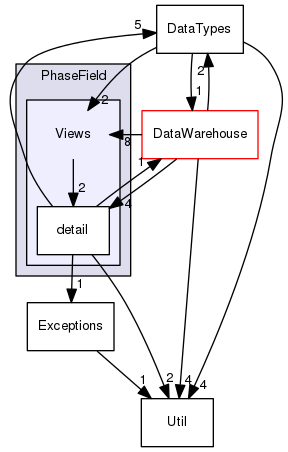 5
DataTypes
2
PhaseField
2
1
Views
8
DataWarehouse
1
2
4
detail
1
Exceptions
1
2
4
4
Util